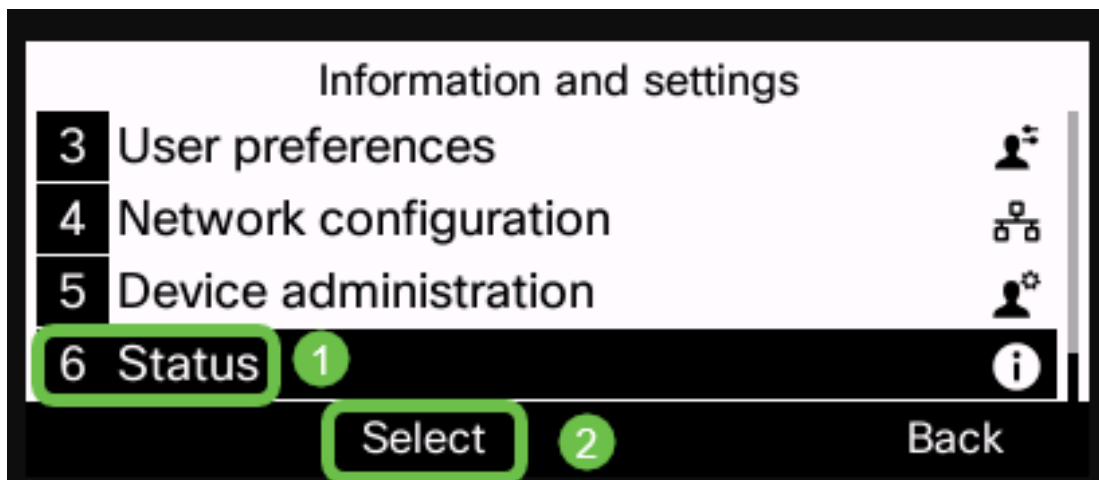 Information and settings
3 User preferences
4 Network configuration
5 Device administration
6 Status 1
Select 2 Back